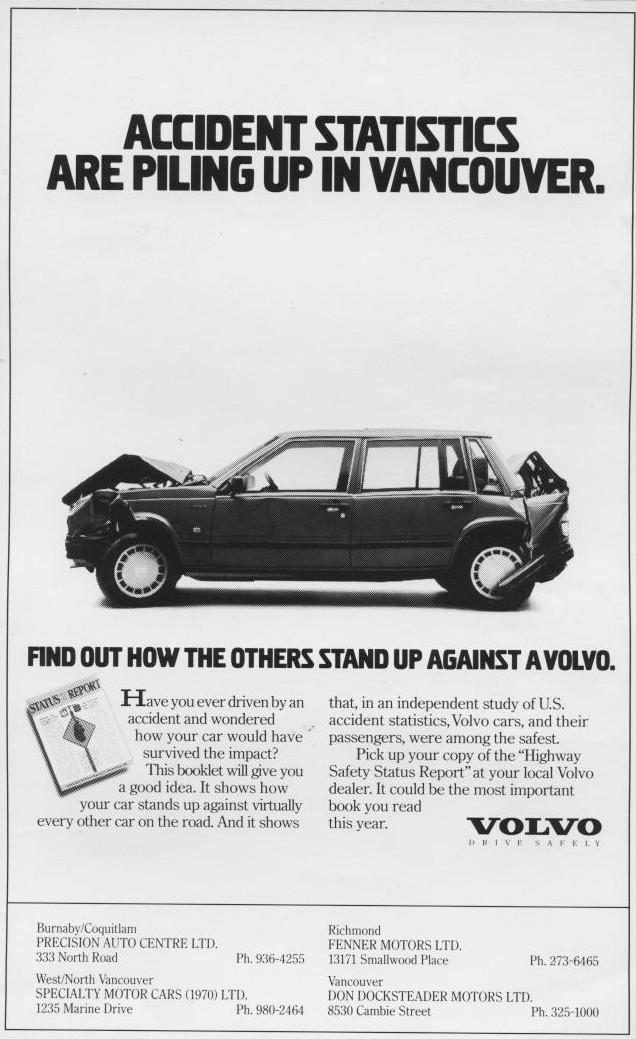 ACCIDENT STATISTICS
ARE PILING UP IN VANCOUVER.
FIND OUT HOW THE OTHERS STAND UP AGAINST A VOLVO.
STATUS REPORT
Have you ever driven by an
accident and wondered
how your car would have
survived the impact?
This booklet will give you
a good idea. It shows how
your car stands up against virtually
every other car on the road. And it shows
that, in an independent study of U.S.
accident statistics, Volvo cars, and their
passengers, were among the safest.
Pick up your copy of the “Highway
Safety Status Report” at your local Volvo
dealer. It could be the most important
book you read
this year.
VOLVO
DRIVE SAFELY
Burnaby/Coquitlam
PRECISION AUTO CENTRE LTD.
333 North Road Ph. 936-4255
West/North Vancouver
SPECIALTY MOTOR CARS (1970) LTD.
1235 Marine Drive Ph. 980-2464
Richmond
FENNER MOTORS LTD.
13171 Smallwood Place Ph. 273-6465
Vancouver
DON DOCKSTEADER MOTORS LTD.
8530 Cambie Street Ph. 325-1000